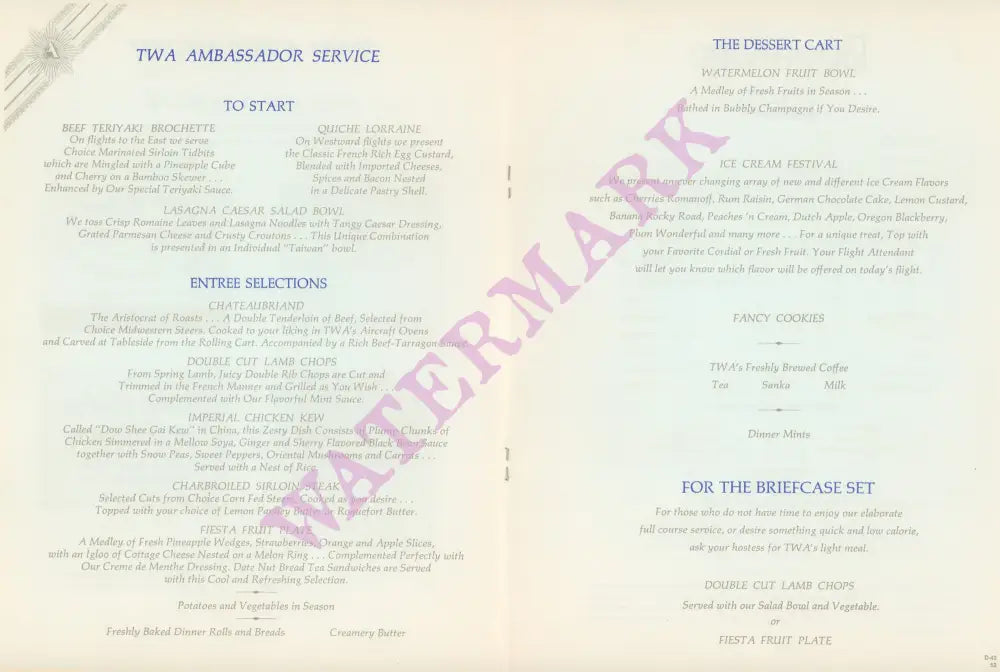 A
TWA AMBASSADOR SERVICE
TO START
BEEF TERIYAKI BROCHETTE
On flights to the East we serve
Choice Marinated Sirloin Tidbits
which are Mingled with a Pineapple Cube
and Cherry on a Bamboo Skewer . . .
Enhanced by Our Special Teriyaki Sauce.
QUICHE LORRAINE
On Westward flights we present
the Classic French Rich Egg Custard,
Blended with Imported Cheeses,
Spices and Bacon Nested
in a Delicate Pastry Shell.
LASAGNA CAESAR SALAD BOWL
We toss Crisp Romaine Leaves and Lasagna Noodles with Tangy Caesar Dressing,
Grated Parmesan Cheese and Crusty Croutons . . . This Unique Combination
is presented in an Individual "Taiwan" bowl.
ENTREE SELECTIONS
CHATEAUBRIAND
The Aristocrat of Roasts . . . A Double Tenderloin of Beef, Selected from
Choice Midwestern Steers. Cooked to your liking in TWA's Aircraft Ovens
and Carved at Tableside from the Rolling Cart. Accompanied by a Rich Beef-Tarragon Sauce.
DOUBLE CUT LAMB CHOPS
From Spring Lamb, Juicy Double Rib Chops are Cut and
Trimmed in the French Manner and Grilled as You Wish . . .
Complemented with Our Flavorful Mint Sauce.
IMPERIAL CHICKEN KEW
Called "Dow Shee Gai Kew" in China, this Zesty Dish Consists of Plump Chunks of
Chicken Simmered in a Mellow Soya, Ginger and Sherry Flavored Black Bean Sauce
together with Snow Peas, Sweet Peppers, Oriental Mushrooms and Carrots . . .
Served with a Nest of Rice.
CHARBROILED SIRLOIN STEAK
Selected Cuts from Choice Corn Fed Steers. Cooked as you desire . . .
Topped with your choice of Lemon Parsley Butter or Roquefort Butter.
FIESTA FRUIT PLATE
A Medley of Fresh Pineapple Wedges, Strawberries, Orange and Apple Slices,
with an Igloo of Cottage Cheese Nested on a Melon Ring . . . Complemented Perfectly with
Our Creme de Menthe Dressing. Date Nut Bread Tea Sandwiches are Served
with this Cool and Refreshing Selection.
Potatoes and Vegetables in Season
Freshly Baked Dinner Rolls and Breads Creamery Butter
THE DESSERT CART
WATERMELON FRUIT BOWL
A Medley of Fresh Fruits in Season . . .
Bathed in Bubbly Champagne if You Desire.
ICE CREAM FESTIVAL
We present an ever changing array of new and different Ice Cream Flavors
such as Cherries Romanoff, Rum Raisin, German Chocolate Cake, Lemon Custard,
Banana Rocky Road, Peaches 'n Cream, Dutch Apple, Oregon Blackberry,
Plum Wonderful and many more . . . For a unique treat, Top with
your Favorite Cordial or Fresh Fruit. Your Flight Attendant
will let you know which flavor will be offered on today's flight.
FANCY COOKIES
TWA's Freshly Brewed Coffee
Tea Sanka Milk
Dinner Mints
FOR THE BRIEFCASE SET
For those who do not have time to enjoy our elaborate
full course service, or desire something quick and low calorie,
ask your hostess for TWA's light meal.
DOUBLE CUT LAMB CHOPS
Served with our Salad Bowl and Vegetable.
or
FIESTA FRUIT PLATE
WATERMARK